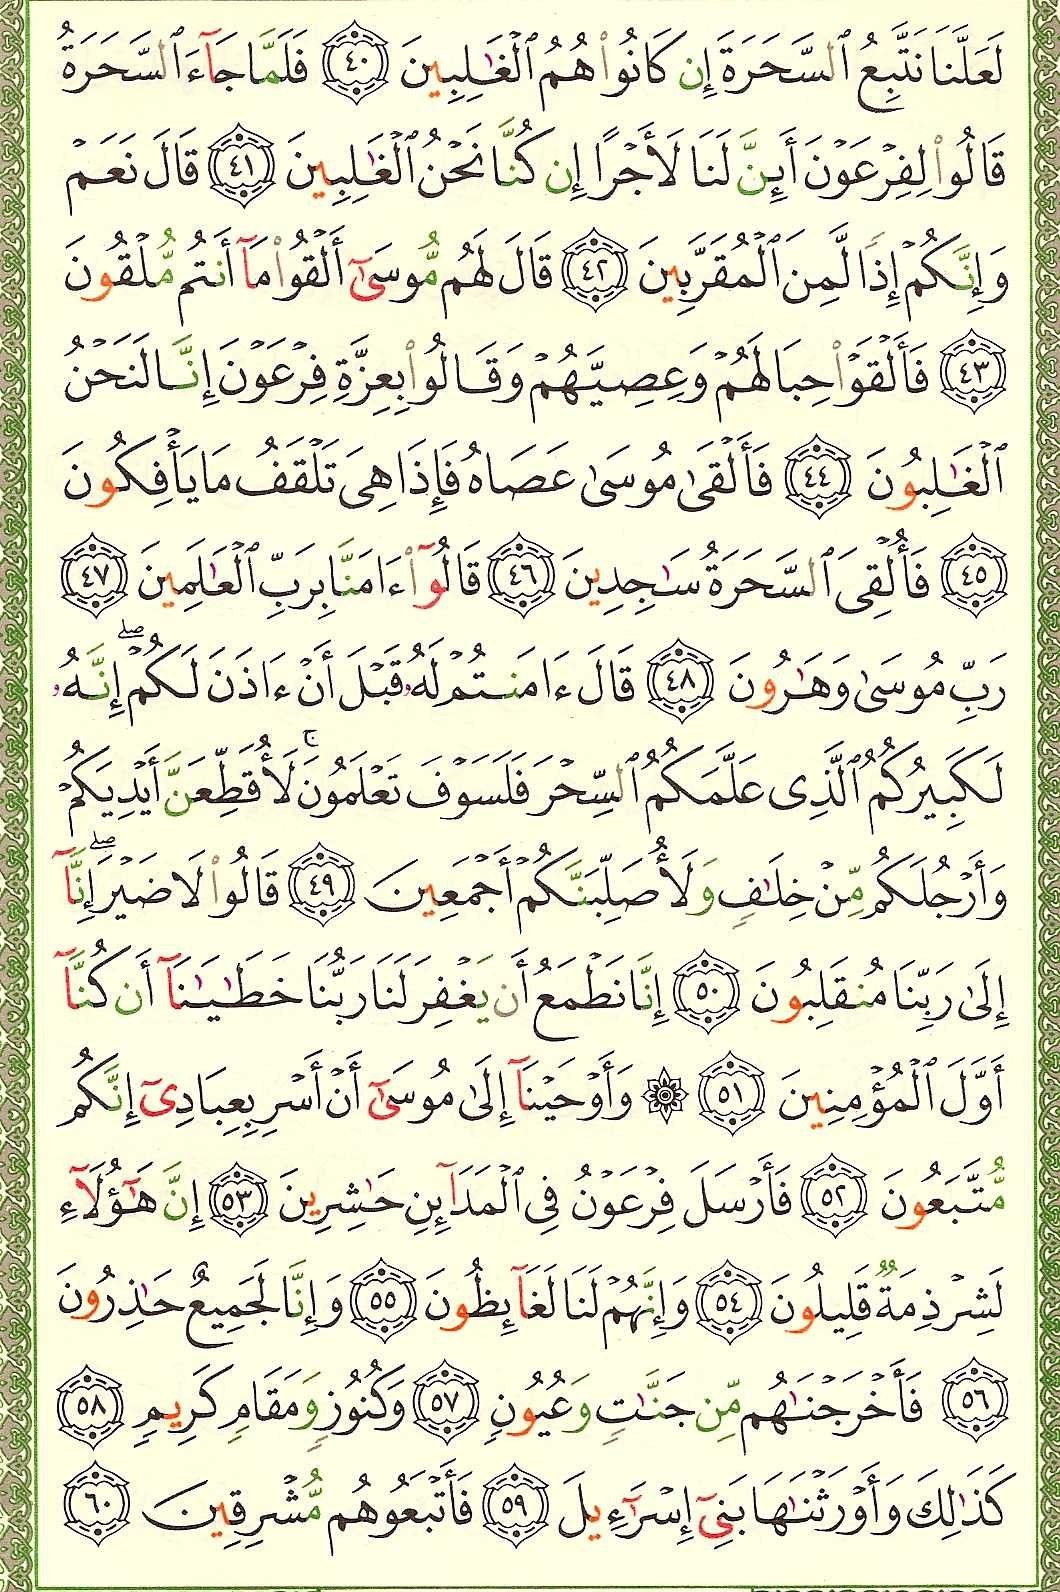 لَعَلَّنَا نَتَّبِعُ ٱلسَّحَرَةَ إِن كَانُوا۟ هُمُ ٱلْغَٰلِبِينَ ٤٠ فَلَمَّا جَآءَ ٱلسَّحَرَةُ
قَالُوا۟ لِفِرْعَوْنَ أَئِنَّ لَنَا لَأَجْرًا إِن كُنَّا نَحْنُ ٱلْغَٰلِبِينَ ٤١ قَالَ نَعَمْ
وَإِنَّكُمْ إِذًا لَّمِنَ ٱلْمُقَرَّبِينَ ٤٢ قَالَ لَهُم مُّوسَىٰٓ أَلْقُوا۟ مَآ أَنتُم مُّلْقُونَ
٤٣ فَأَلْقَوْا۟ حِبَالَهُمْ وَعِصِيَّهُمْ وَقَالُوا۟ بِعِزَّةِ فِرْعَوْنَ إِنَّا لَنَحْنُ
ٱلْغَٰلِبُونَ ٤٤ فَأَلْقَىٰ مُوسَىٰ عَصَاهُ فَإِذَا هِىَ تَلْقَفُ مَا يَأْفِكُونَ
٤٥ فَأُلْقِىَ ٱلسَّحَرَةُ سَٰجِدِينَ ٤٦ قَالُوٓا۟ ءَامَنَّا بِرَبِّ ٱلْعَٰلَمِينَ ٤٧
رَبِّ مُوسَىٰ وَهَٰرُونَ ٤٨ قَالَ ءَامَنتُمْ لَهُۥ قَبْلَ أَنْ ءَاذَنَ لَكُمْ ۖ إِنَّهُۥ
لَكَبِيرُكُمُ ٱلَّذِى عَلَّمَكُمُ ٱلسِّحْرَ فَلَسَوْفَ تَعْلَمُونَ ۚ لَأُقَطِّعَنَّ أَيْدِيَكُمْ
وَأَرْجُلَكُم مِّنْ خِلَٰفٍ وَلَأُصَلِّبَنَّكُمْ أَجْمَعِينَ ٤٩ قَالُوا۟ لَا ضَيْرَ ۖ إِنَّآ
إِلَىٰ رَبِّنَا مُنقَلِبُونَ ٥٠ إِنَّا نَطْمَعُ أَن يَغْفِرَ لَنَا رَبُّنَا خَطَٰيَٰنَآ أَن كُنَّآ
أَوَّلَ ٱلْمُؤْمِنِينَ ٥١ ۞ وَأَوْحَيْنَآ إِلَىٰ مُوسَىٰٓ أَنْ أَسْرِ بِعِبَادِىٓ إِنَّكُم
مُّتَّبَعُونَ ٥٢ فَأَرْسَلَ فِرْعَوْنُ فِى ٱلْمَدَآئِنِ حَٰشِرِينَ ٥٣ إِنَّ هَٰٓؤُلَآءِ
لَشِرْذِمَةٌ قَلِيلُونَ ٥٤ وَإِنَّهُمْ لَنَا لَغَآئِظُونَ ٥٥ وَإِنَّا لَجَمِيعٌ حَٰذِرُونَ
٥٦ فَأَخْرَجْنَٰهُم مِّن جَنَّٰتٍ وَعُيُونٍ ٥٧ وَكُنُوزٍ وَمَقَامٍ كَرِيمٍ ٥٨
كَذَٰلِكَ وَأَوْرَثْنَٰهَا بَنِىٓ إِسْرَٰٓءِيلَ ٥٩ فَأَتْبَعُوهُم مُّشْرِقِينَ ٦٠